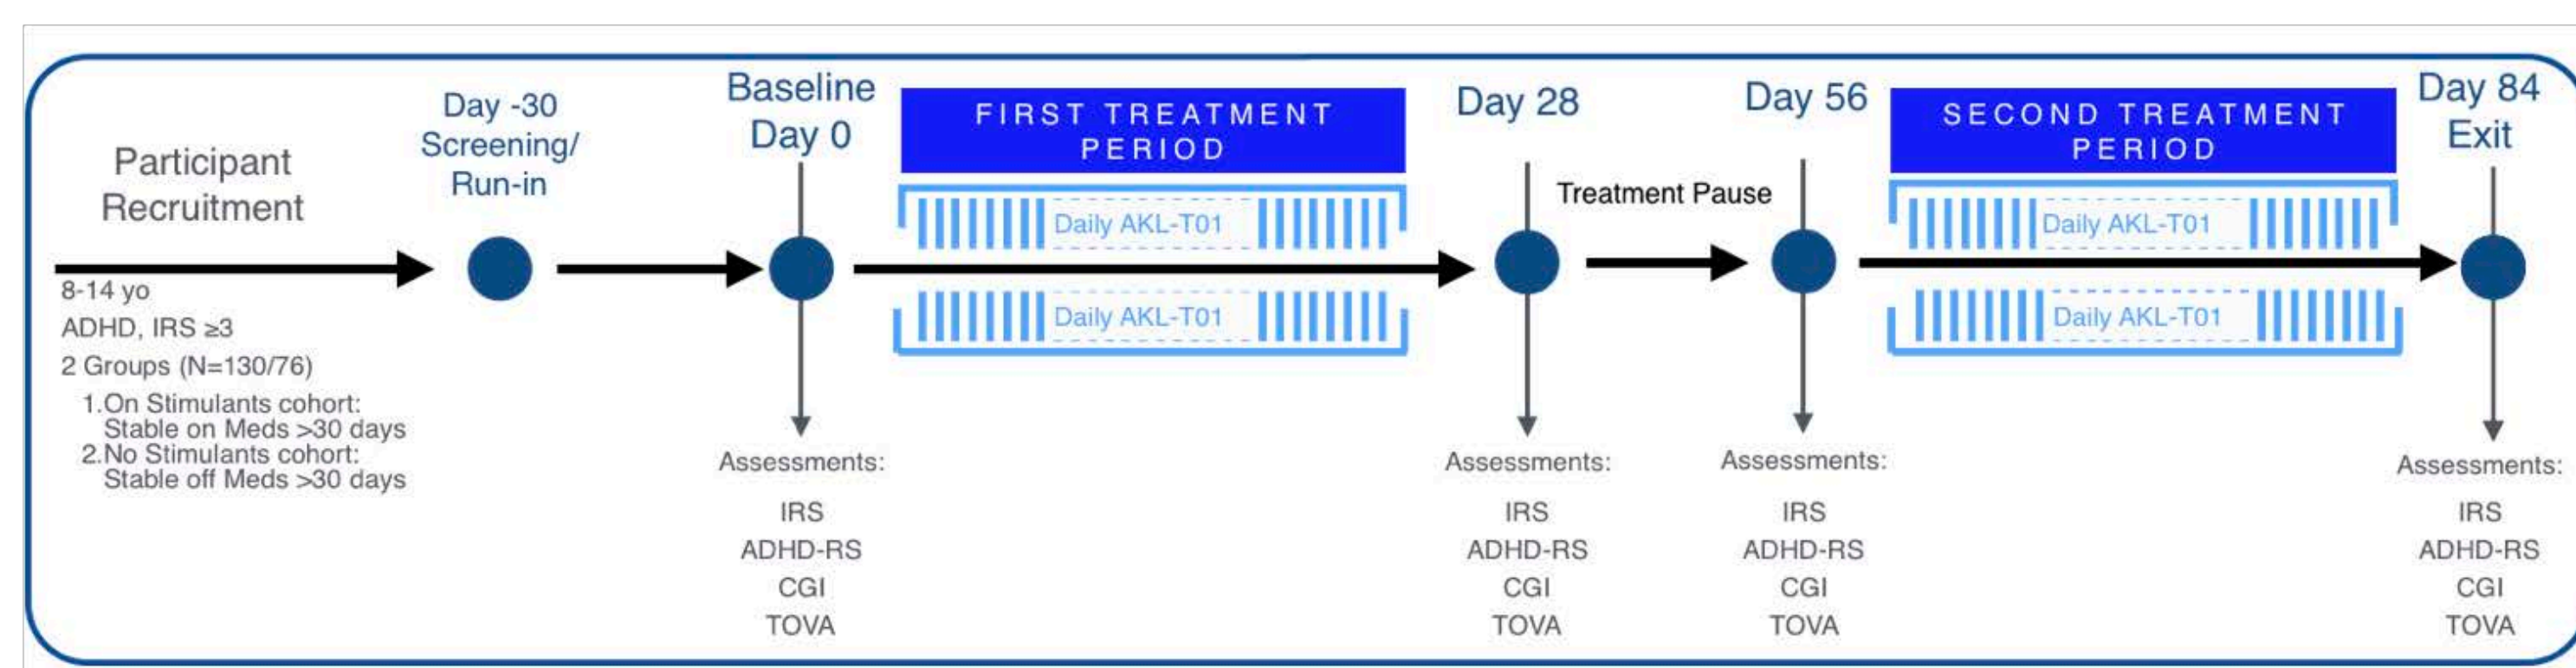 Participant
Recruitment
8-14 yo
ADHD, IRS ≥3
2 Groups (N=130/76)
1.On Stimulants cohort:
Stable on Meds >30 days
2.No Stimulants cohort:
Stable off Meds >30 days
Day -30
Screening/
Run-in
Baseline
Day 0
Assessments:
IRS
ADHD-RS
CGI
TOVA
FIRST TREATMENT
PERIOD
Daily AKL-T01
Daily AKL-T01
Day 28
Assessments:
IRS
ADHD-RS
CGI
TOVA
Treatment Pause
Day 56
Assessments:
IRS
ADHD-RS
CGI
TOVA
SECOND TREATMENT
PERIOD
Daily AKL-T01
Daily AKL-T01
Day 84
Exit
Assessments:
IRS
ADHD-RS
CGI
TOVA